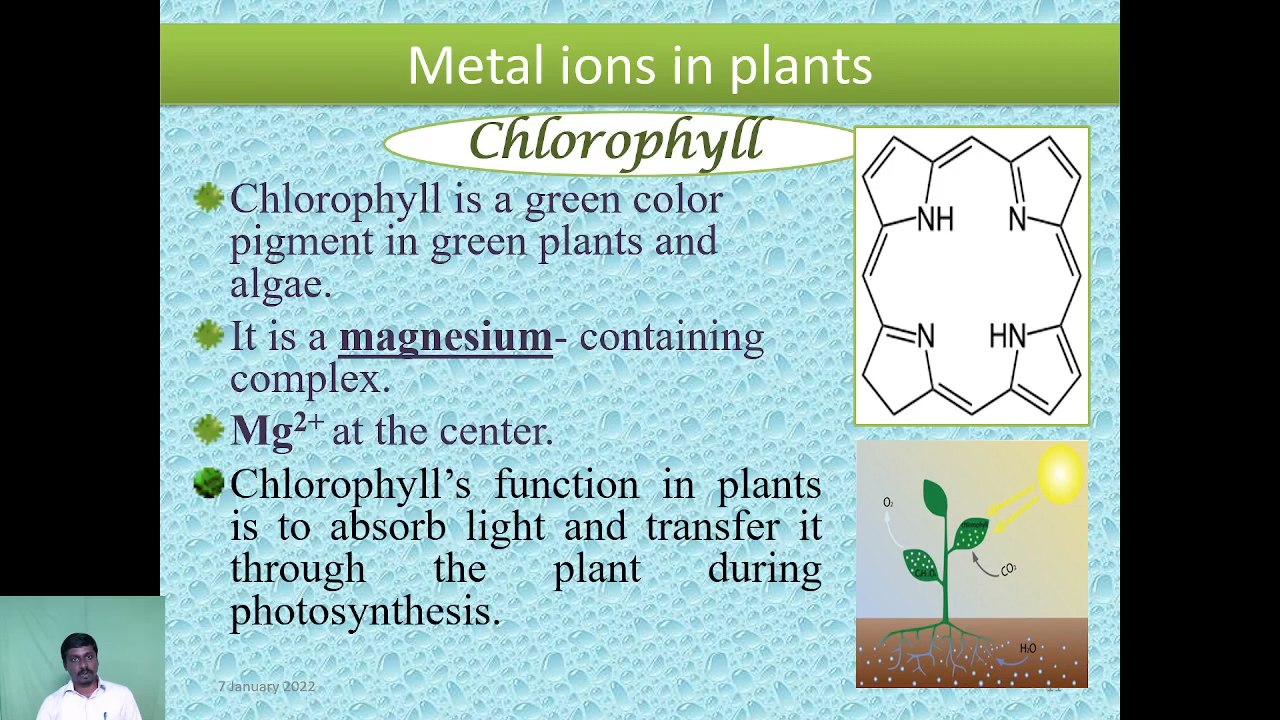 Metal ions in plants
Chlorophyll
Chlorophyll is a green color
pigment in green plants and
algae.
It is a magnesium- containing
complex.
Mg2+ at the center.
Chlorophyll’s function in plants
is to absorb light and transfer it
through the plant during
photosynthesis.
NH N
N HN
O2
chlorophyll
CO2
H2O
7 January 2022
11